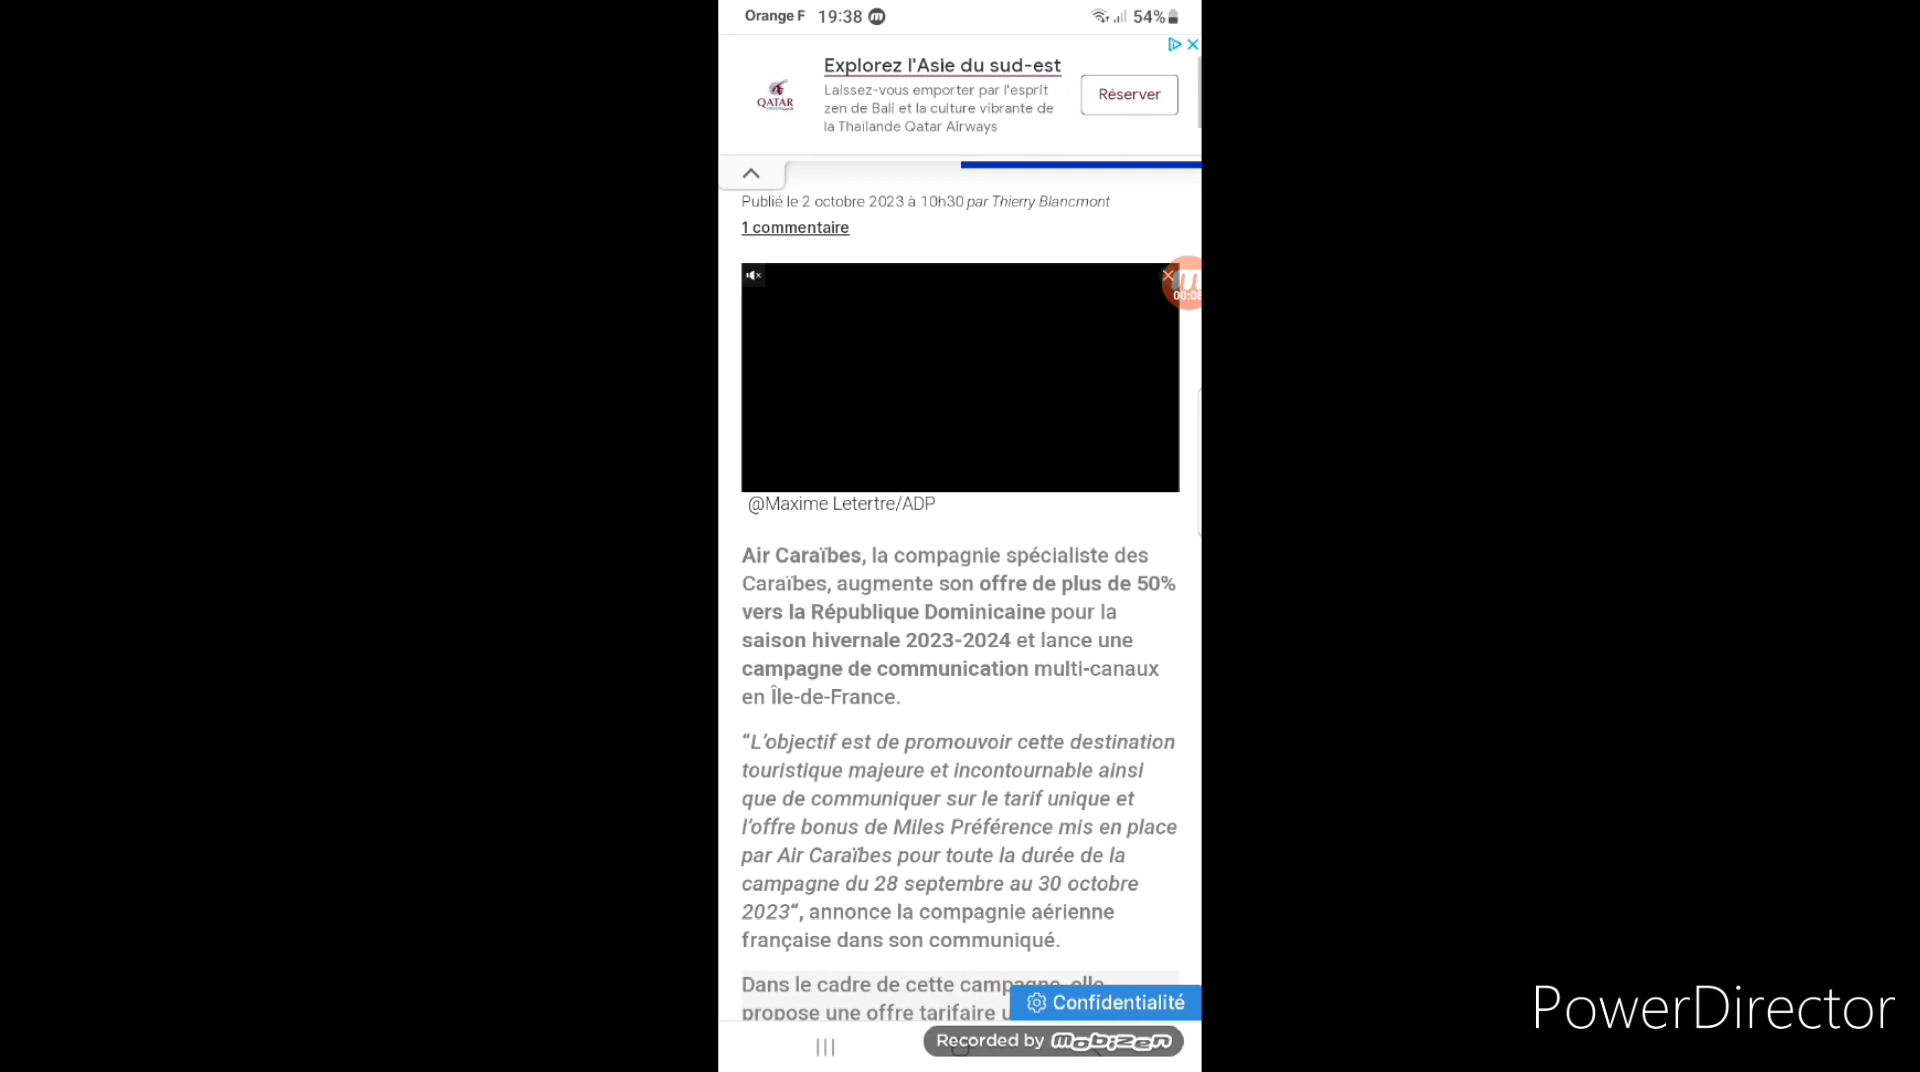 Orange F 19:38 m 54%
Explorez l'Asie du sud-est
QATAR
Laissez-vous emporter par l'esprit
zen de Bali et la culture vibrante de
la Thaïlande Qatar Airways
Réserver
Publié le 2 octobre 2023 à 10h30 par Thierry Blancmont
1 commentaire
00:08
@Maxime Letertre/ADP
Air Caraïbes, la compagnie spécialiste des
Caraïbes, augmente son offre de plus de 50%
vers la République Dominicaine pour la
saison hivernale 2023-2024 et lance une
campagne de communication multi-canaux
en Île-de-France.
“L’objectif est de promouvoir cette destination
touristique majeure et incontournable ainsi
que de communiquer sur le tarif unique et
l’offre bonus de Miles Préférence mis en place
par Air Caraïbes pour toute la durée de la
campagne du 28 septembre au 30 octobre
2023“, annonce la compagnie aérienne
française dans son communiqué.
Dans le cadre de cette campagne, elle
propose une offre tarifaire
Confidentialité
Recorded by mobizen
PowerDirector